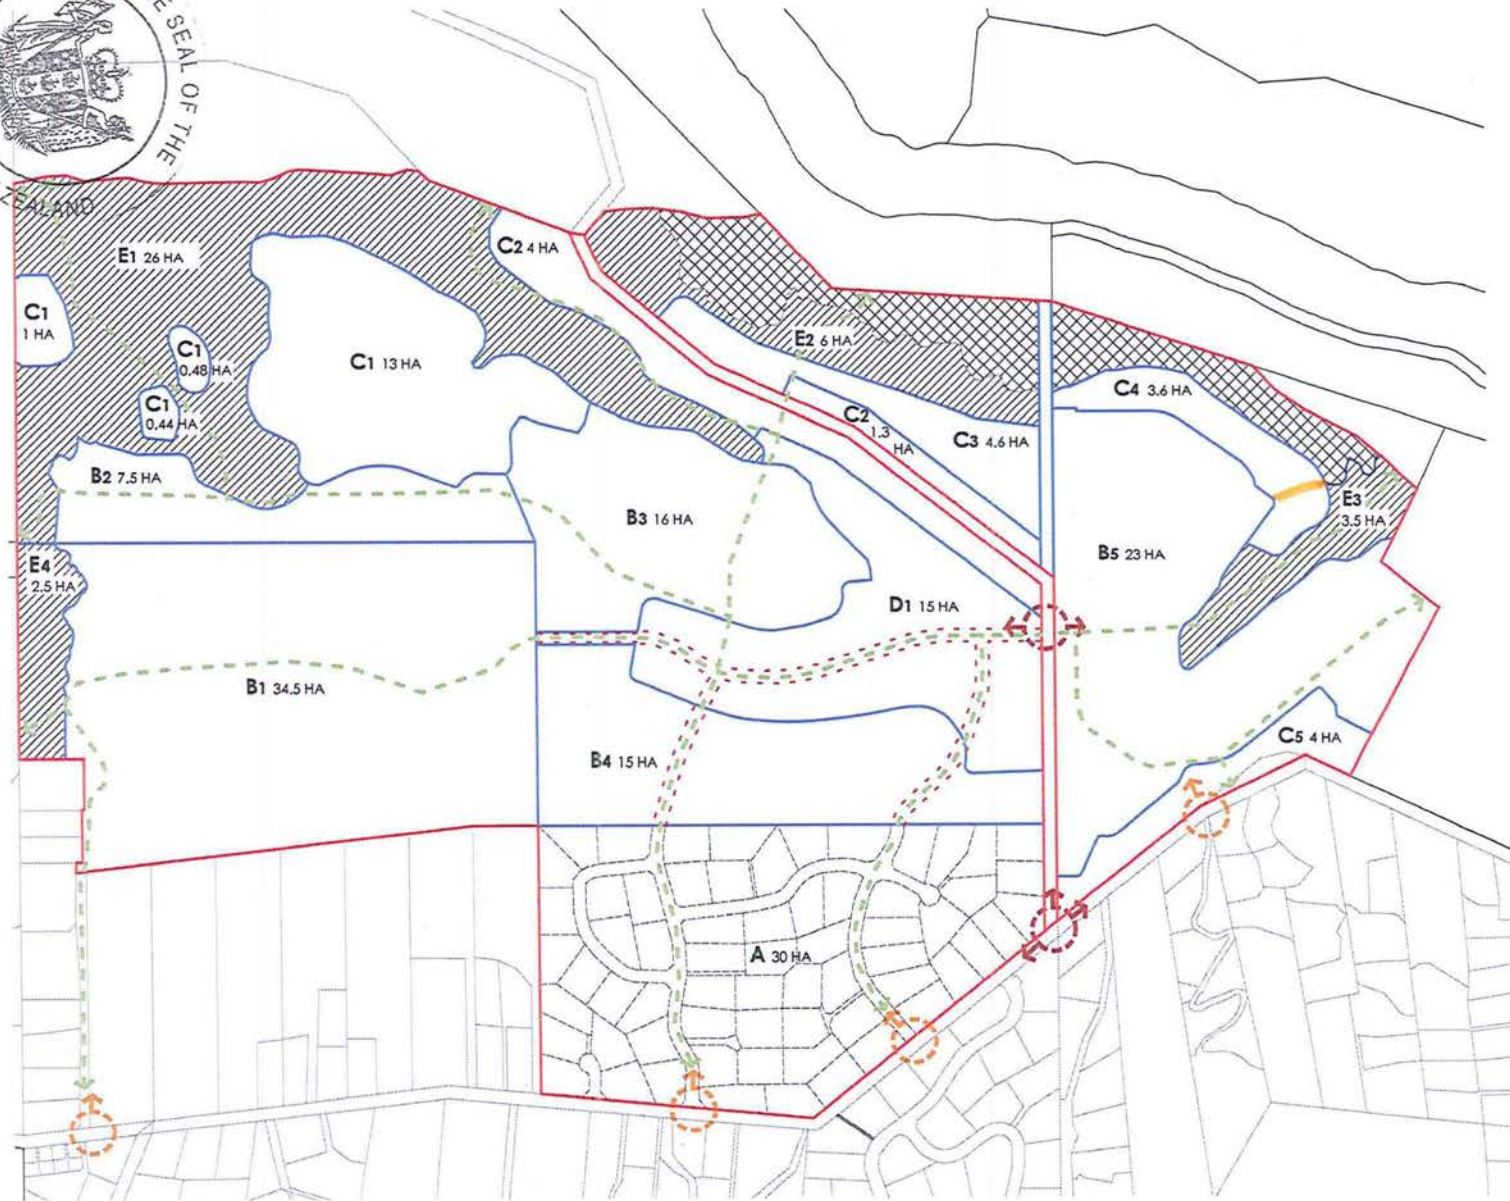 E SEAL OF THE
ZEALAND
E1 26 HA
C2 4 HA
C1
1 HA
C1
0.48 HA
C1 13 HA
E2 6 HA
C1
0.44 HA
C2
1.3
HA
C3 4.6 HA
C4 3.6 HA
B2 7.5 HA
B3 16 HA
E3
3.5 HA
B5 23 HA
E4
2.5 HA
D1 15 HA
B1 34.5 HA
B4 15 HA
C5 4 HA
A 30 HA